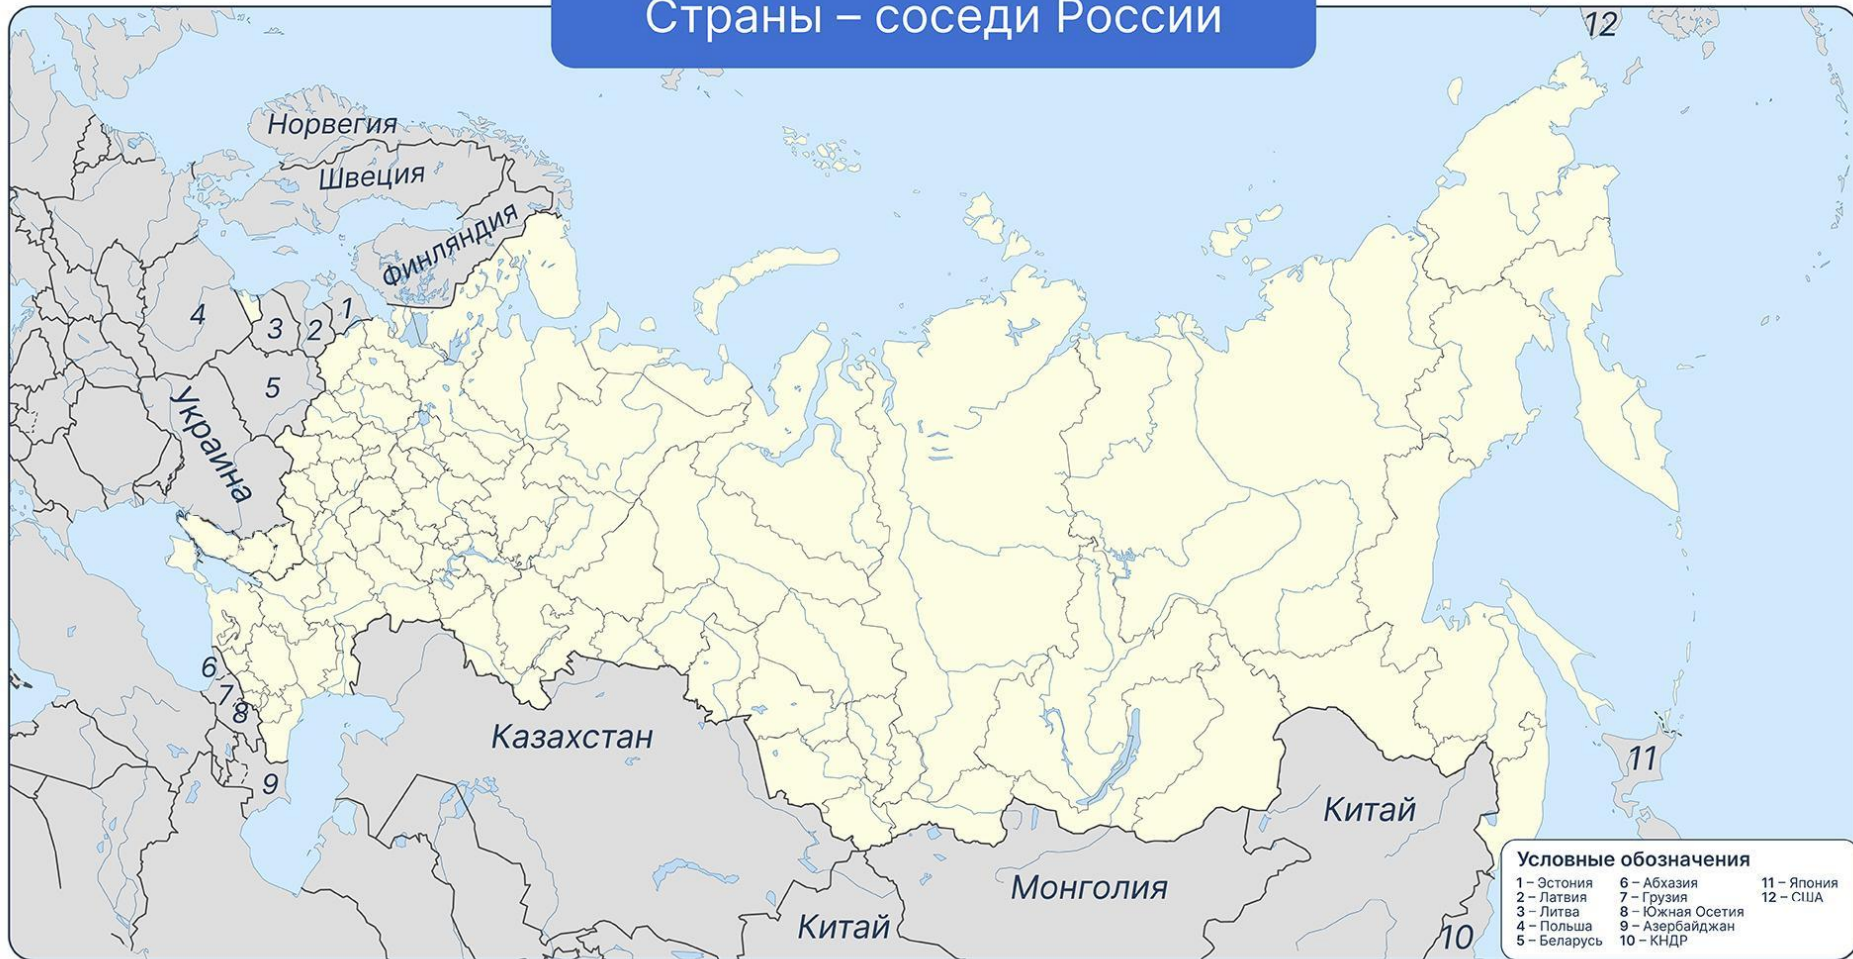 Страны – соседи России
12
Норвегия
Швеция
Финляндия
1
2
3
4
5
Украина
6
7
8
9
Казахстан
11
Китай
Монголия
Китай
10
Условные обозначения
1 – Эстония
2 – Латвия
3 – Литва
4 – Польша
5 – Беларусь
6 – Абхазия
7 – Грузия
8 – Южная Осетия
9 – Азербайджан
10 – КНДР
11 – Япония
12 – США